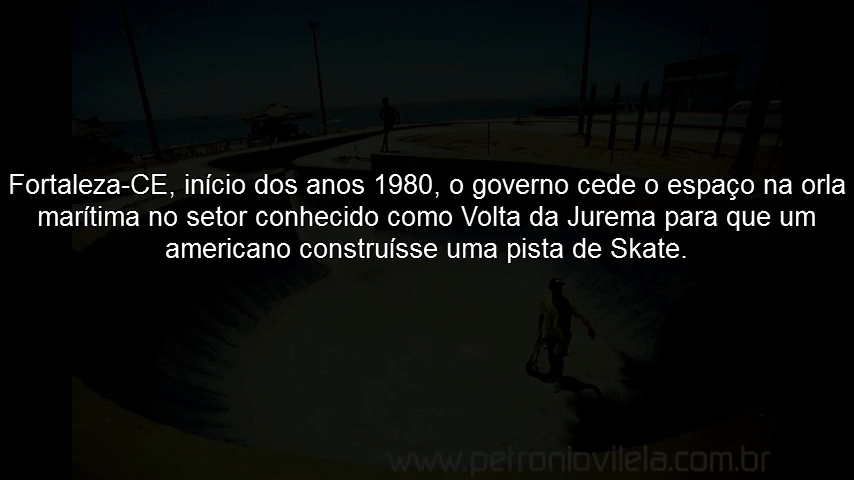 Fortaleza-CE, início dos anos 1980, o governo cede o espaço na orla
marítima no setor conhecido como Volta da Jurema para que um
americano construísse uma pista de Skate.
www.petroniovilela.com.br